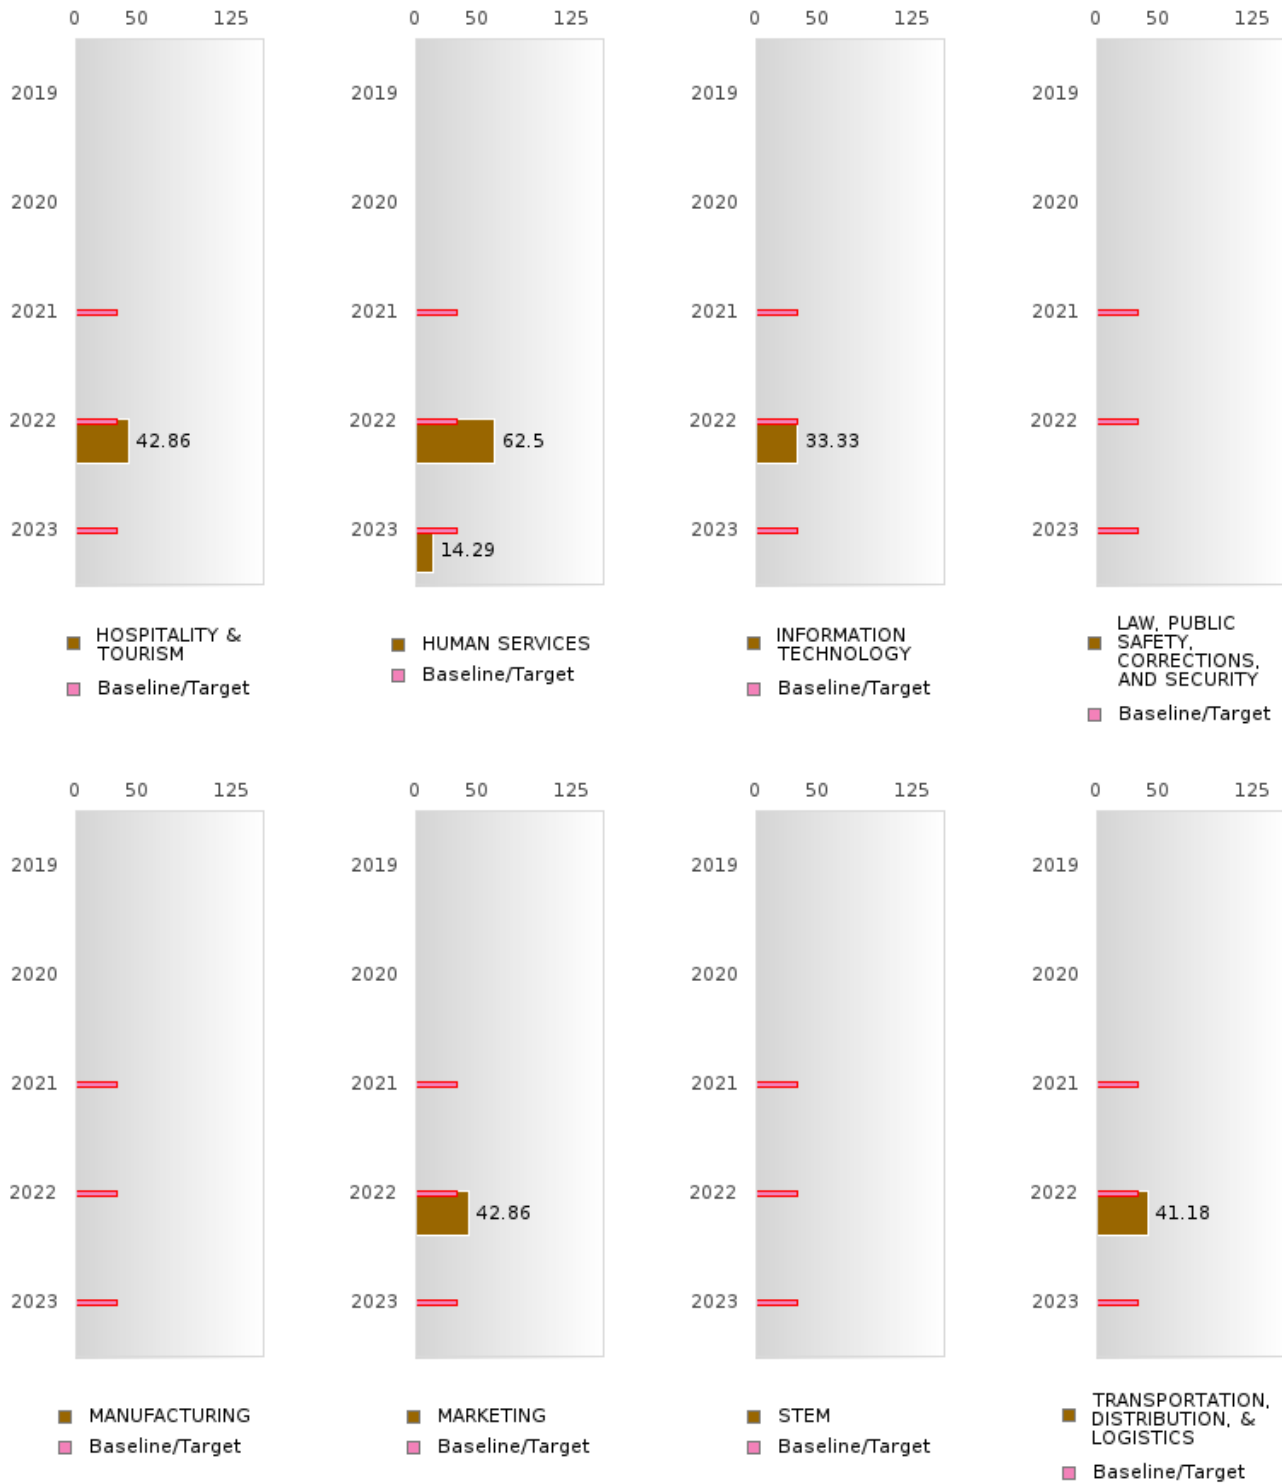 0 50 125 0 50 125 0 50 125 0 50 125
2019 2019 2019 2019
2020 2020 2020 2020
2021 2021 2021 2021
2022 2022 2022 2022
42.86 62.5 33.33
2023 2023 2023 2023
14.29
HOSPITALITY &
TOURISM
Baseline/Target
HUMAN SERVICES
Baseline/Target
INFORMATION
TECHNOLOGY
Baseline/Target
LAW, PUBLIC
SAFETY,
CORRECTIONS,
AND SECURITY
Baseline/Target
0 50 125 0 50 125 0 50 125 0 50 125
2019 2019 2019 2019
2020 2020 2020 2020
2021 2021 2021 2021
2022 2022 2022 2022
42.86 41.18
2023 2023 2023 2023
MANUFACTURING
Baseline/Target
MARKETING
Baseline/Target
STEM
Baseline/Target
TRANSPORTATION,
DISTRIBUTION, &
LOGISTICS
Baseline/Target